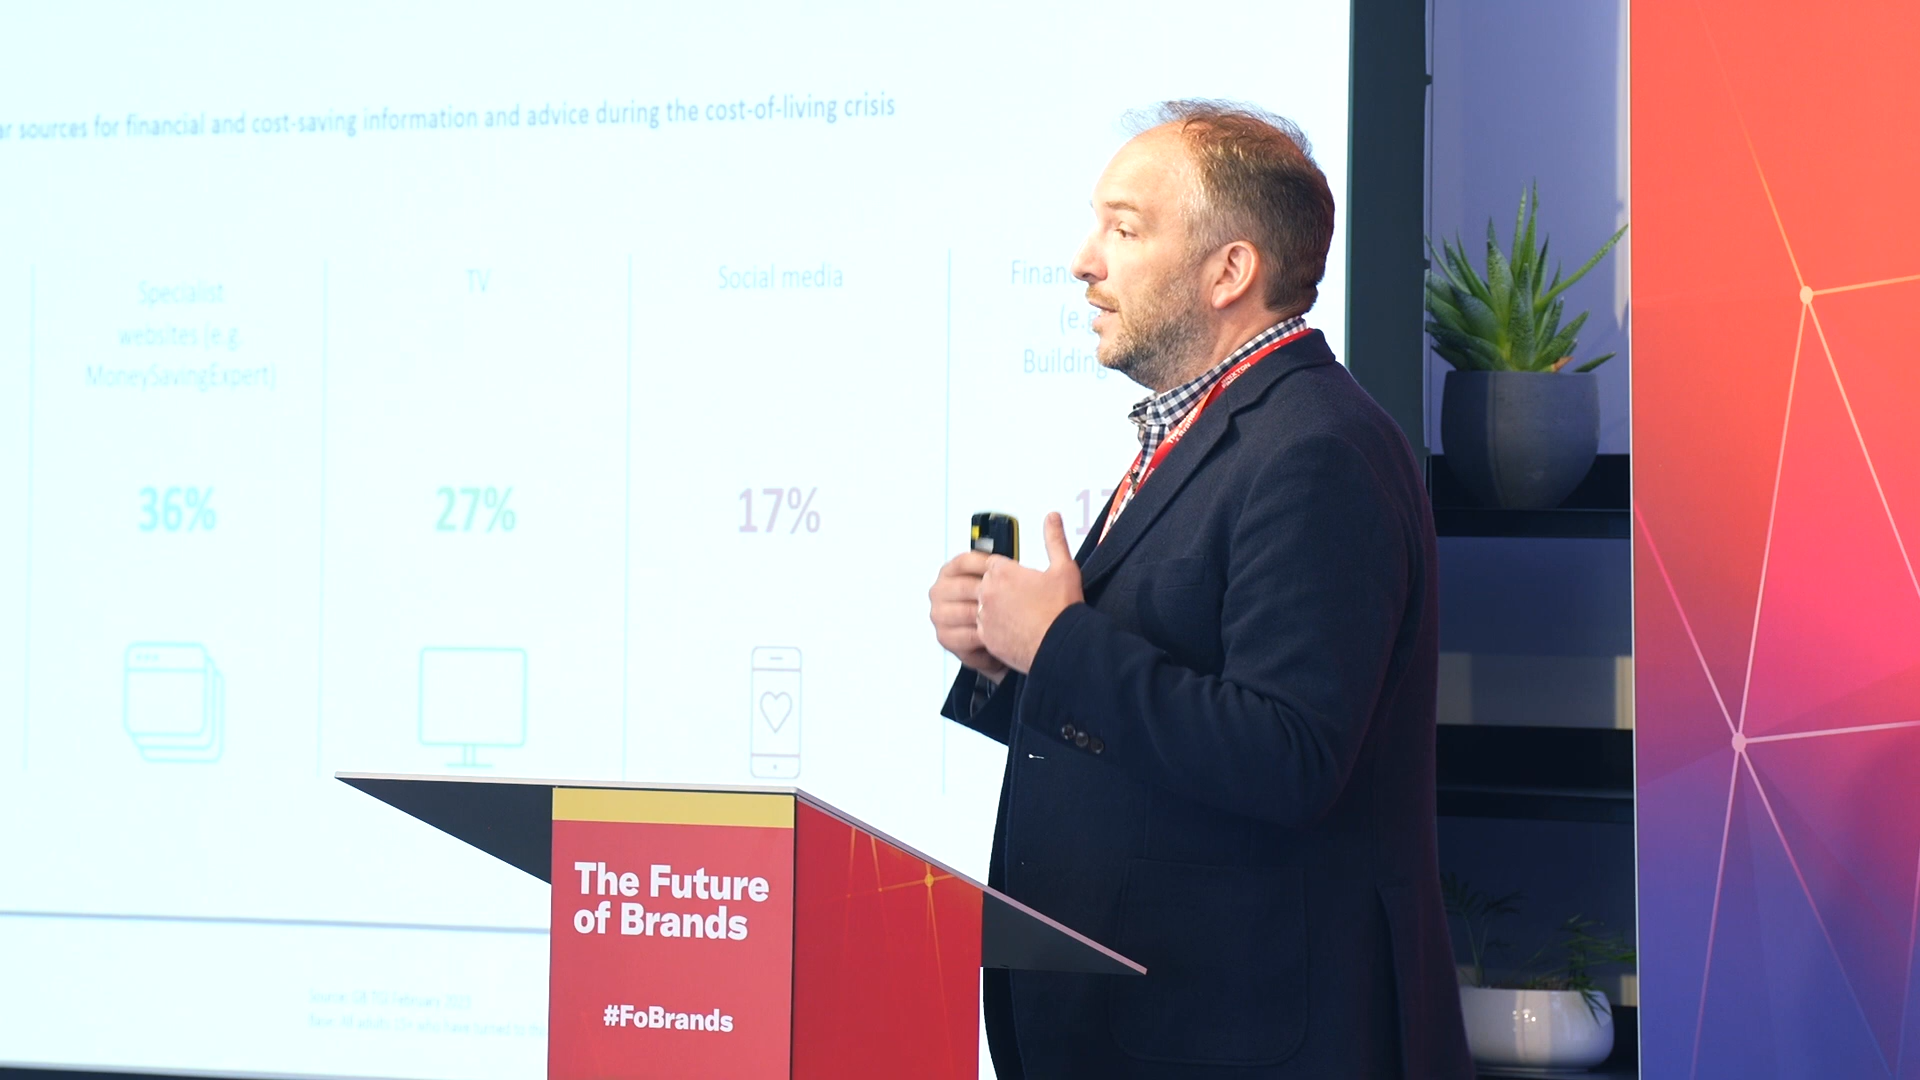 sources for financial and cost-saving information and advice during the cost-of-living crisis
Specialist
websites (e.g.
MoneySavingExpert)
36%
TV
27%
Social media
17%
(e.g.
Building
The Future
of Brands
#FoBrands